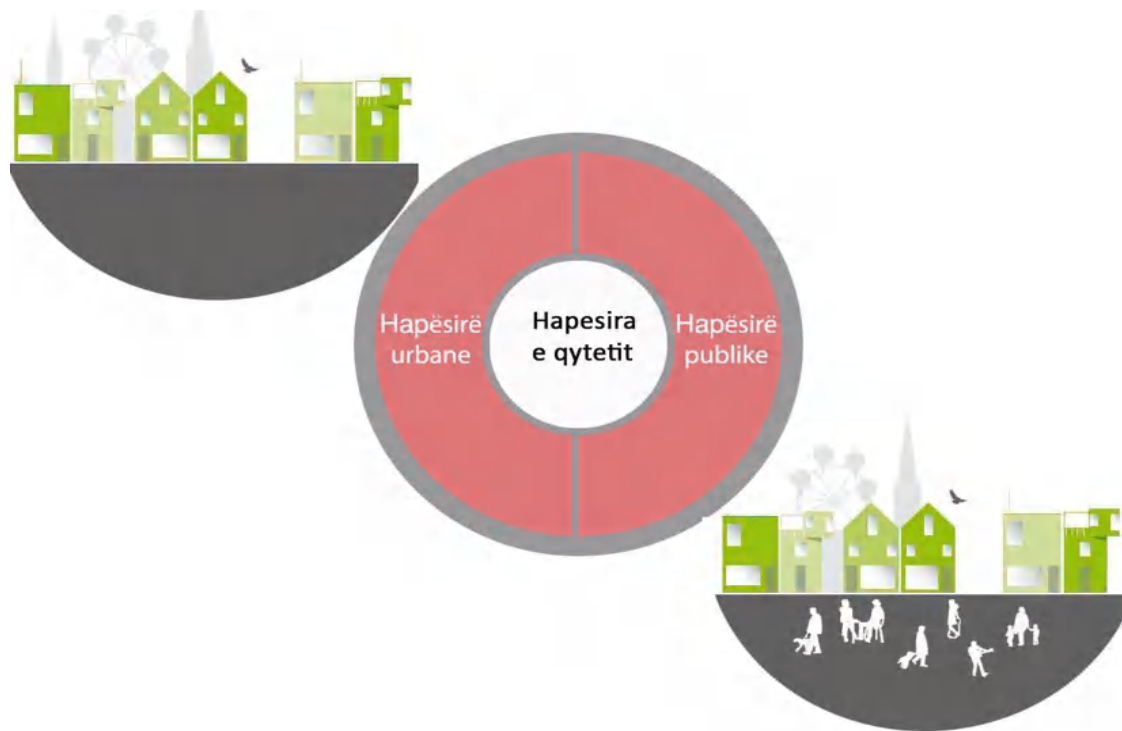 Hapësirë
urbane
Hapesira
e qytetit
Hapësirë
publike